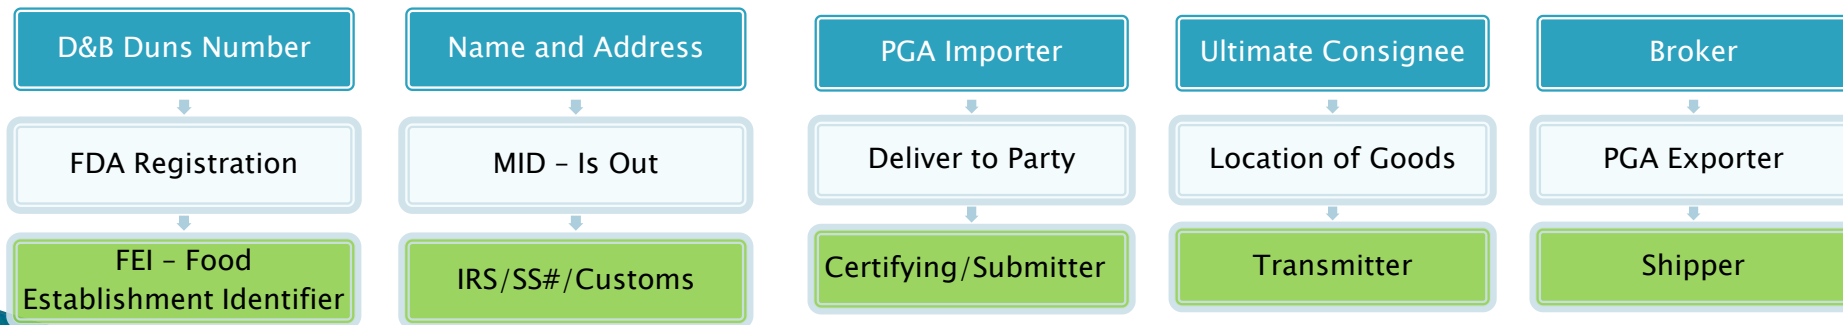 D&B Duns Number
FDA Registration
FEI – Food
Establishment Identifier
Name and Address
MID – Is Out
IRS/SS#/Customs
PGA Importer
Deliver to Party
Certifying/Submitter
Ultimate Consignee
Location of Goods
Transmitter
Broker
PGA Exporter
Shipper